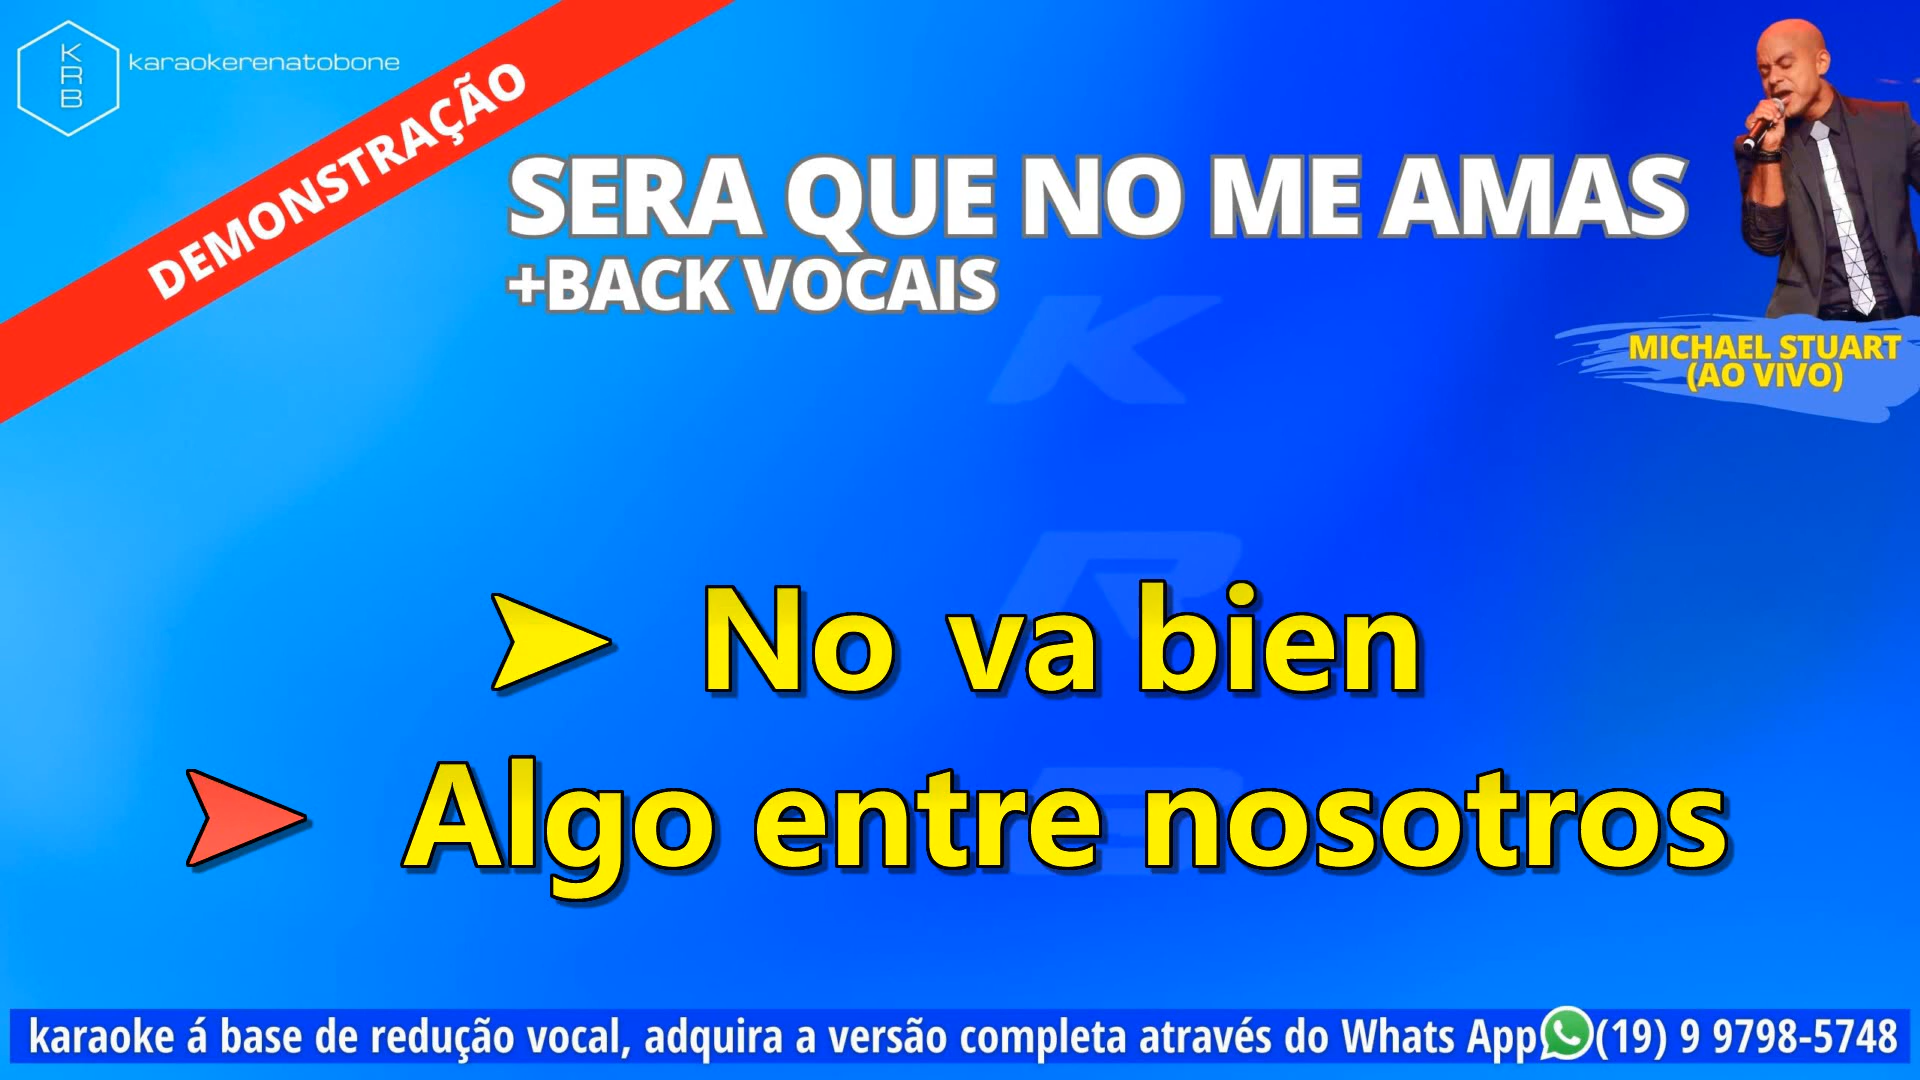 K
R
B
karaokerenatobone
DEMONSTRAÇÃO
SERA QUE NO ME AMAS
+BACK VOCAIS
MICHAEL STUART
(AO VIVO)
K
R
B
➤ No va bien
➤ Algo entre nosotros
karaoke á base de redução vocal, adquira a versão completa através do Whats App (19) 9 9798-5748